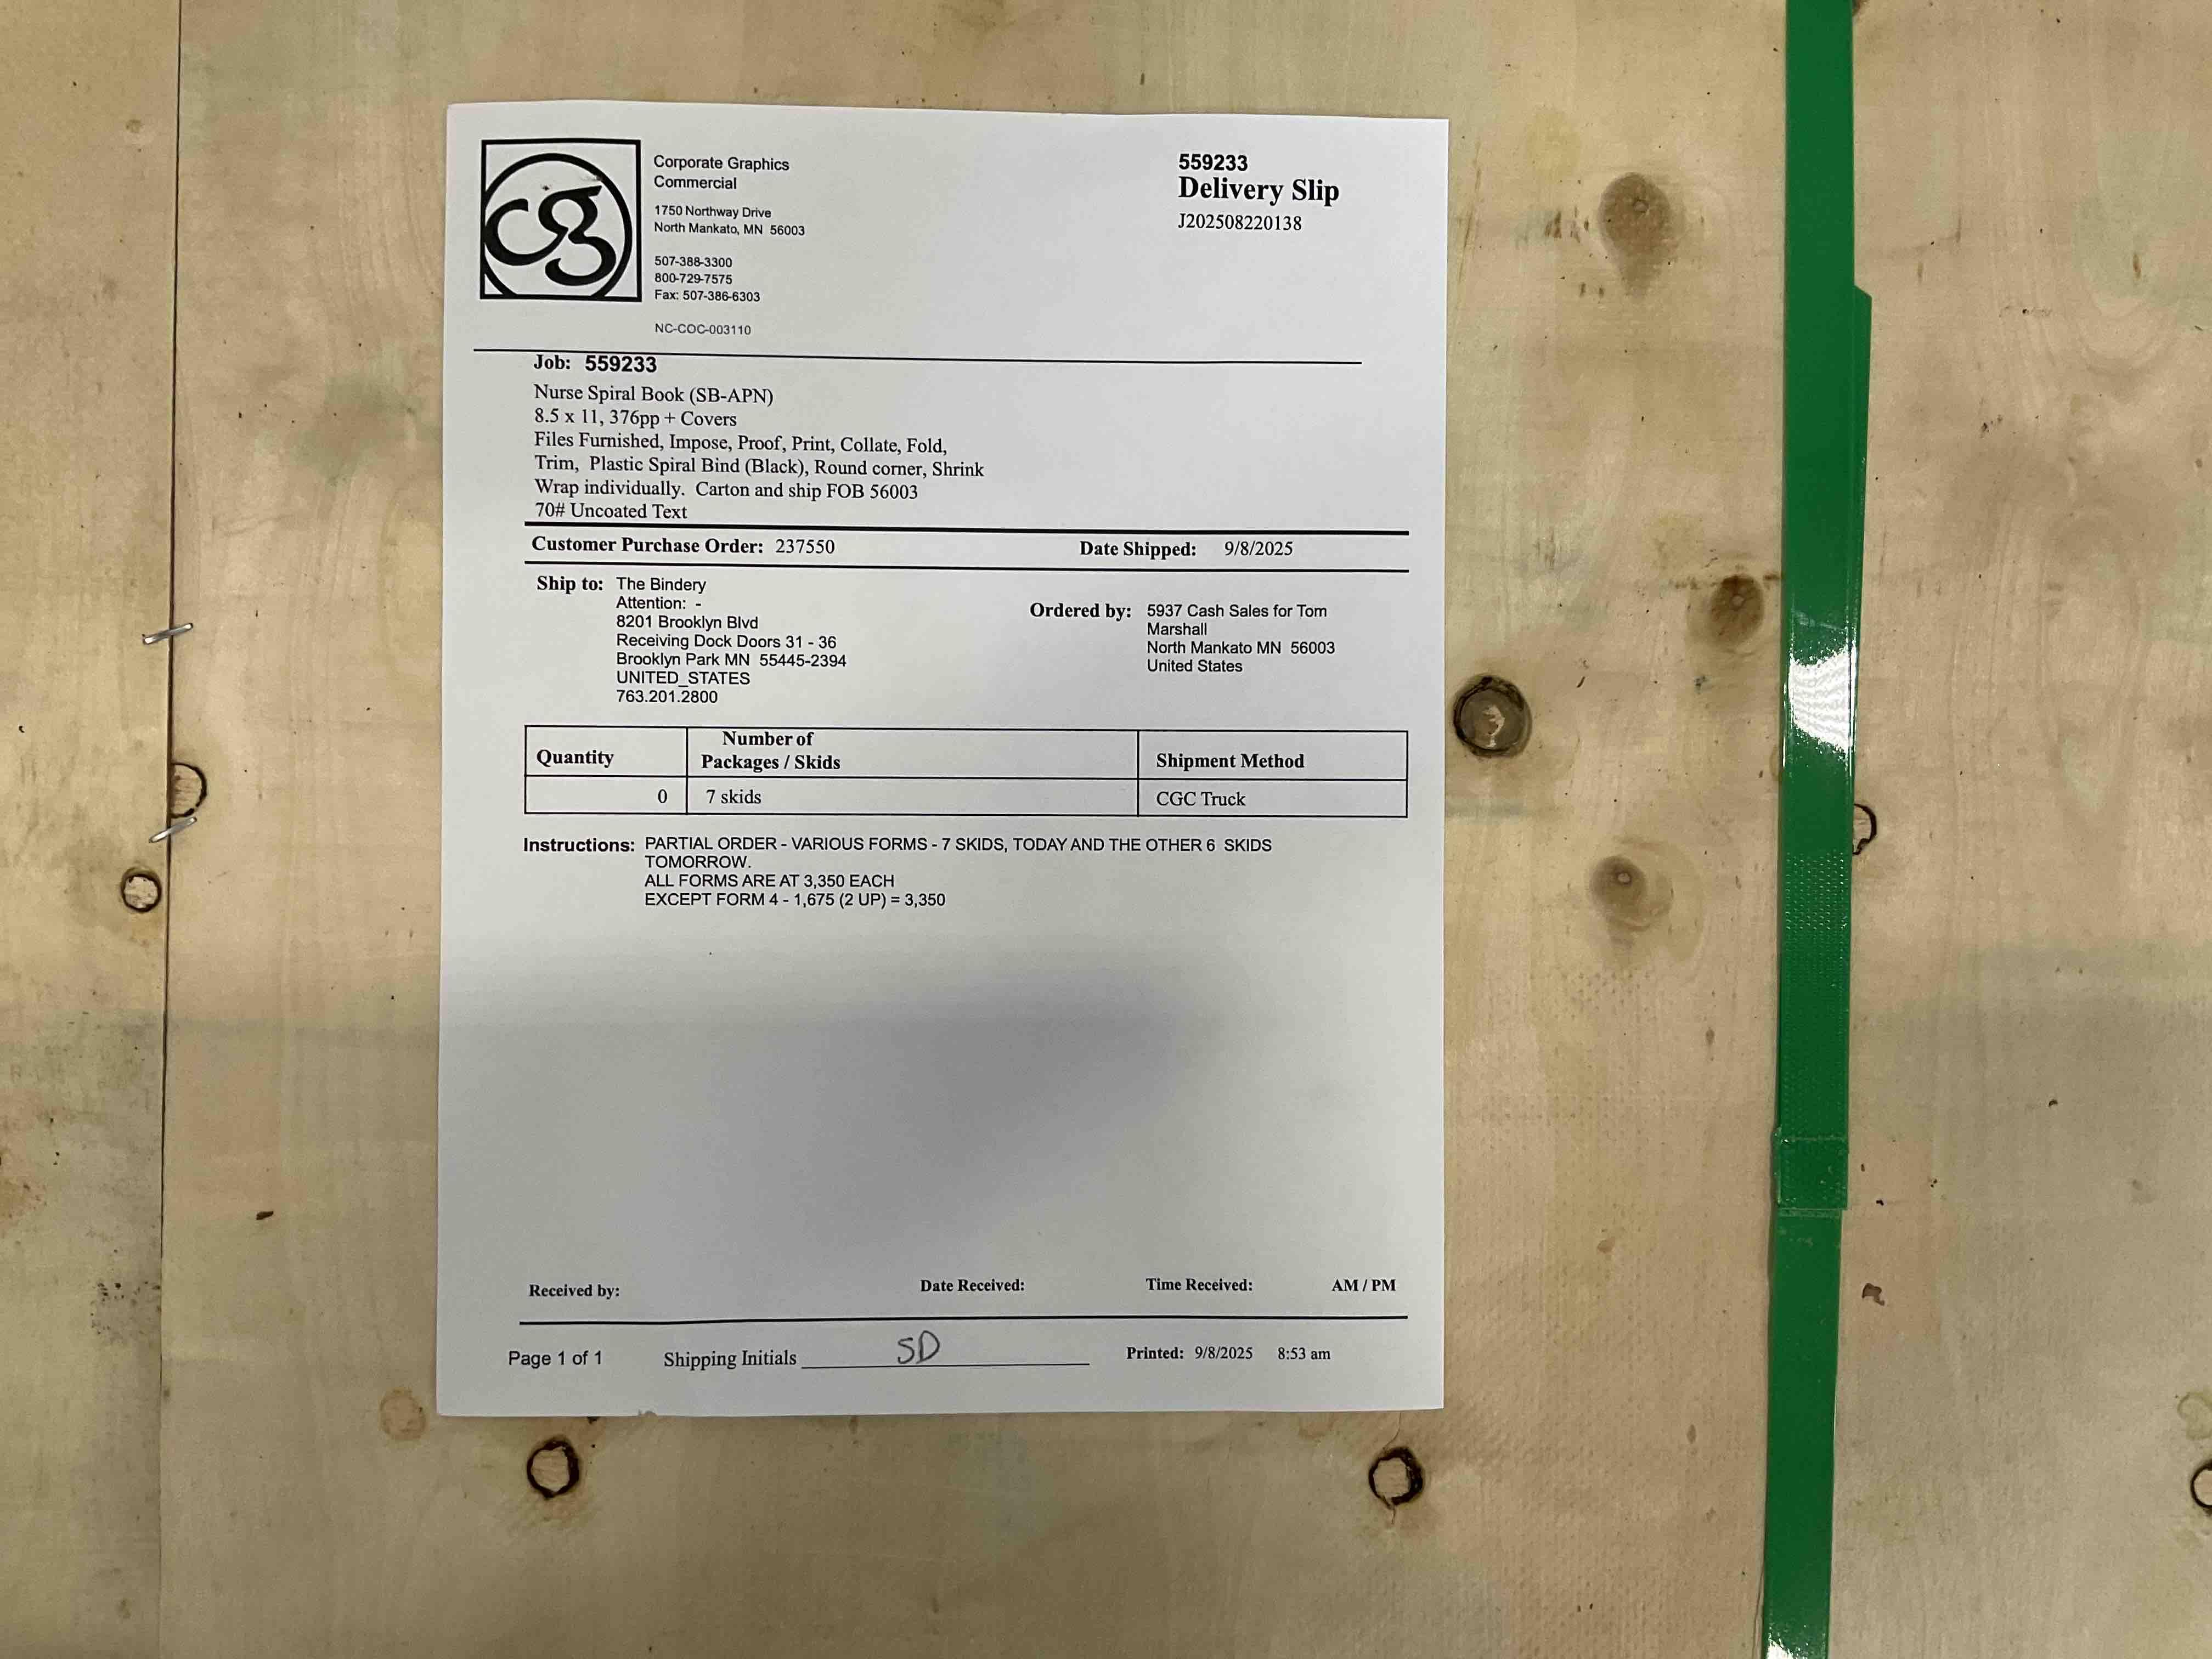 cg
Corporate Graphics
Commercial
1750 Northway Drive
North Mankato, MN 56003
507-388-3300
800-729-7575
Fax: 507-386-6303
NC-COC-003110
559233
Delivery Slip
J202508220138
Job: 559233
Nurse Spiral Book (SB-APN)
8.5 x 11, 376pp + Covers
Files Furnished, Impose, Proof, Print, Collate, Fold,
Trim, Plastic Spiral Bind (Black), Round corner, Shrink
Wrap individually. Carton and ship FOB 56003
70# Uncoated Text
Customer Purchase Order: 237550 Date Shipped: 9/8/2025
Ship to: The Bindery
Attention: -
8201 Brooklyn Blvd
Receiving Dock Doors 31 - 36
Brooklyn Park MN 55445-2394
UNITED_STATES
763.201.2800
Ordered by: 5937 Cash Sales for Tom
Marshall
North Mankato MN 56003
United States
Quantity Number of Packages / Skids Shipment Method
0 7 skids CGC Truck
Instructions: PARTIAL ORDER - VARIOUS FORMS - 7 SKIDS, TODAY AND THE OTHER 6 SKIDS
TOMORROW.
ALL FORMS ARE AT 3,350 EACH
EXCEPT FORM 4 - 1,675 (2 UP) = 3,350
Received by: Date Received: Time Received: AM / PM
Page 1 of 1 Shipping Initials SD Printed: 9/8/2025 8:53 am